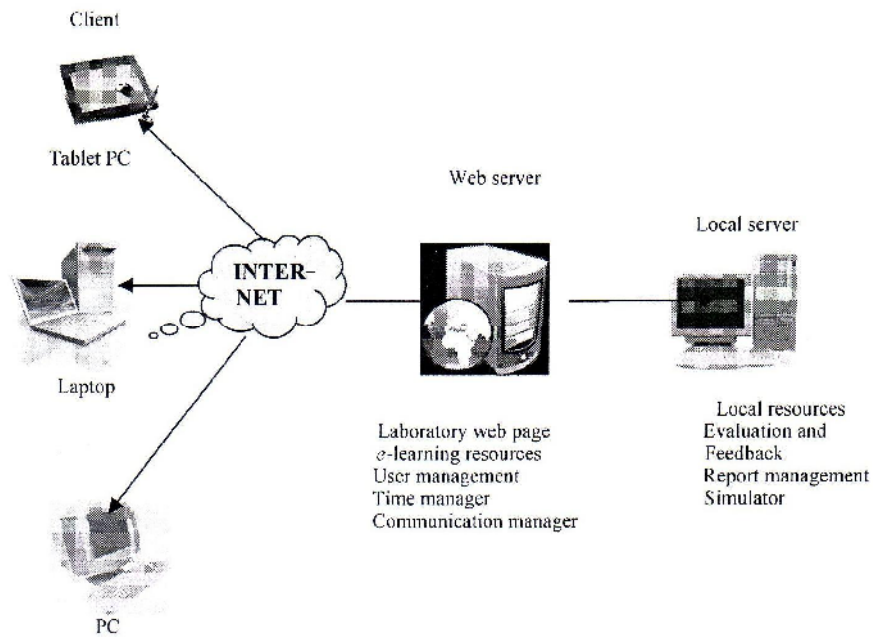 Client
Tablet PC
Web server
Local server
INTER-
NET
Laptop
Laboratory web page
e-learning resources
User management
Time manager
Communication manager
Local resources
Evaluation and
Feedback
Report management
Simulator
PC